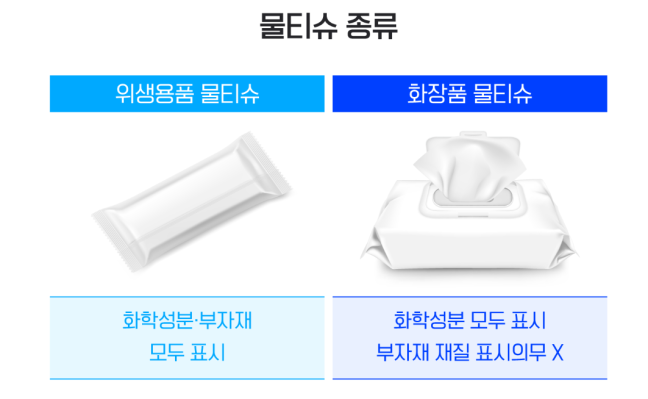 물티슈 종류
위생용품 물티슈
화장품 물티슈
화학성분·부자재
모두 표시
화학성분 모두 표시
부자재 재질 표시의무 X